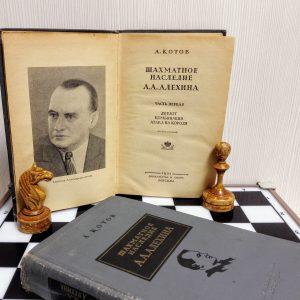 А. КОТОВ
ШАХМАТНОЕ
НАСЛЕДИЕ
А.А.АЛЕХИНА
ЧАСТЬ ПЕРВАЯ
ДЕБЮТ
КОМБИНАЦИЯ
АТАКА НА КОРОЛЯ
А. КОТОВ
ШАХМАТНОЕ
НАСЛЕДИЕ
А.А.АЛЕХИНА